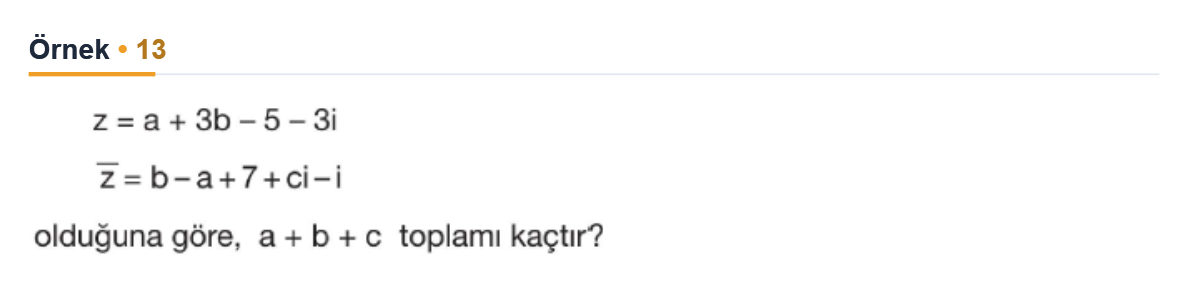 Örnek • 13
z = a + 3b – 5 – 3i
z̅ = b – a + 7 + ci – i
olduğuna göre, a + b + c toplamı kaçtır?